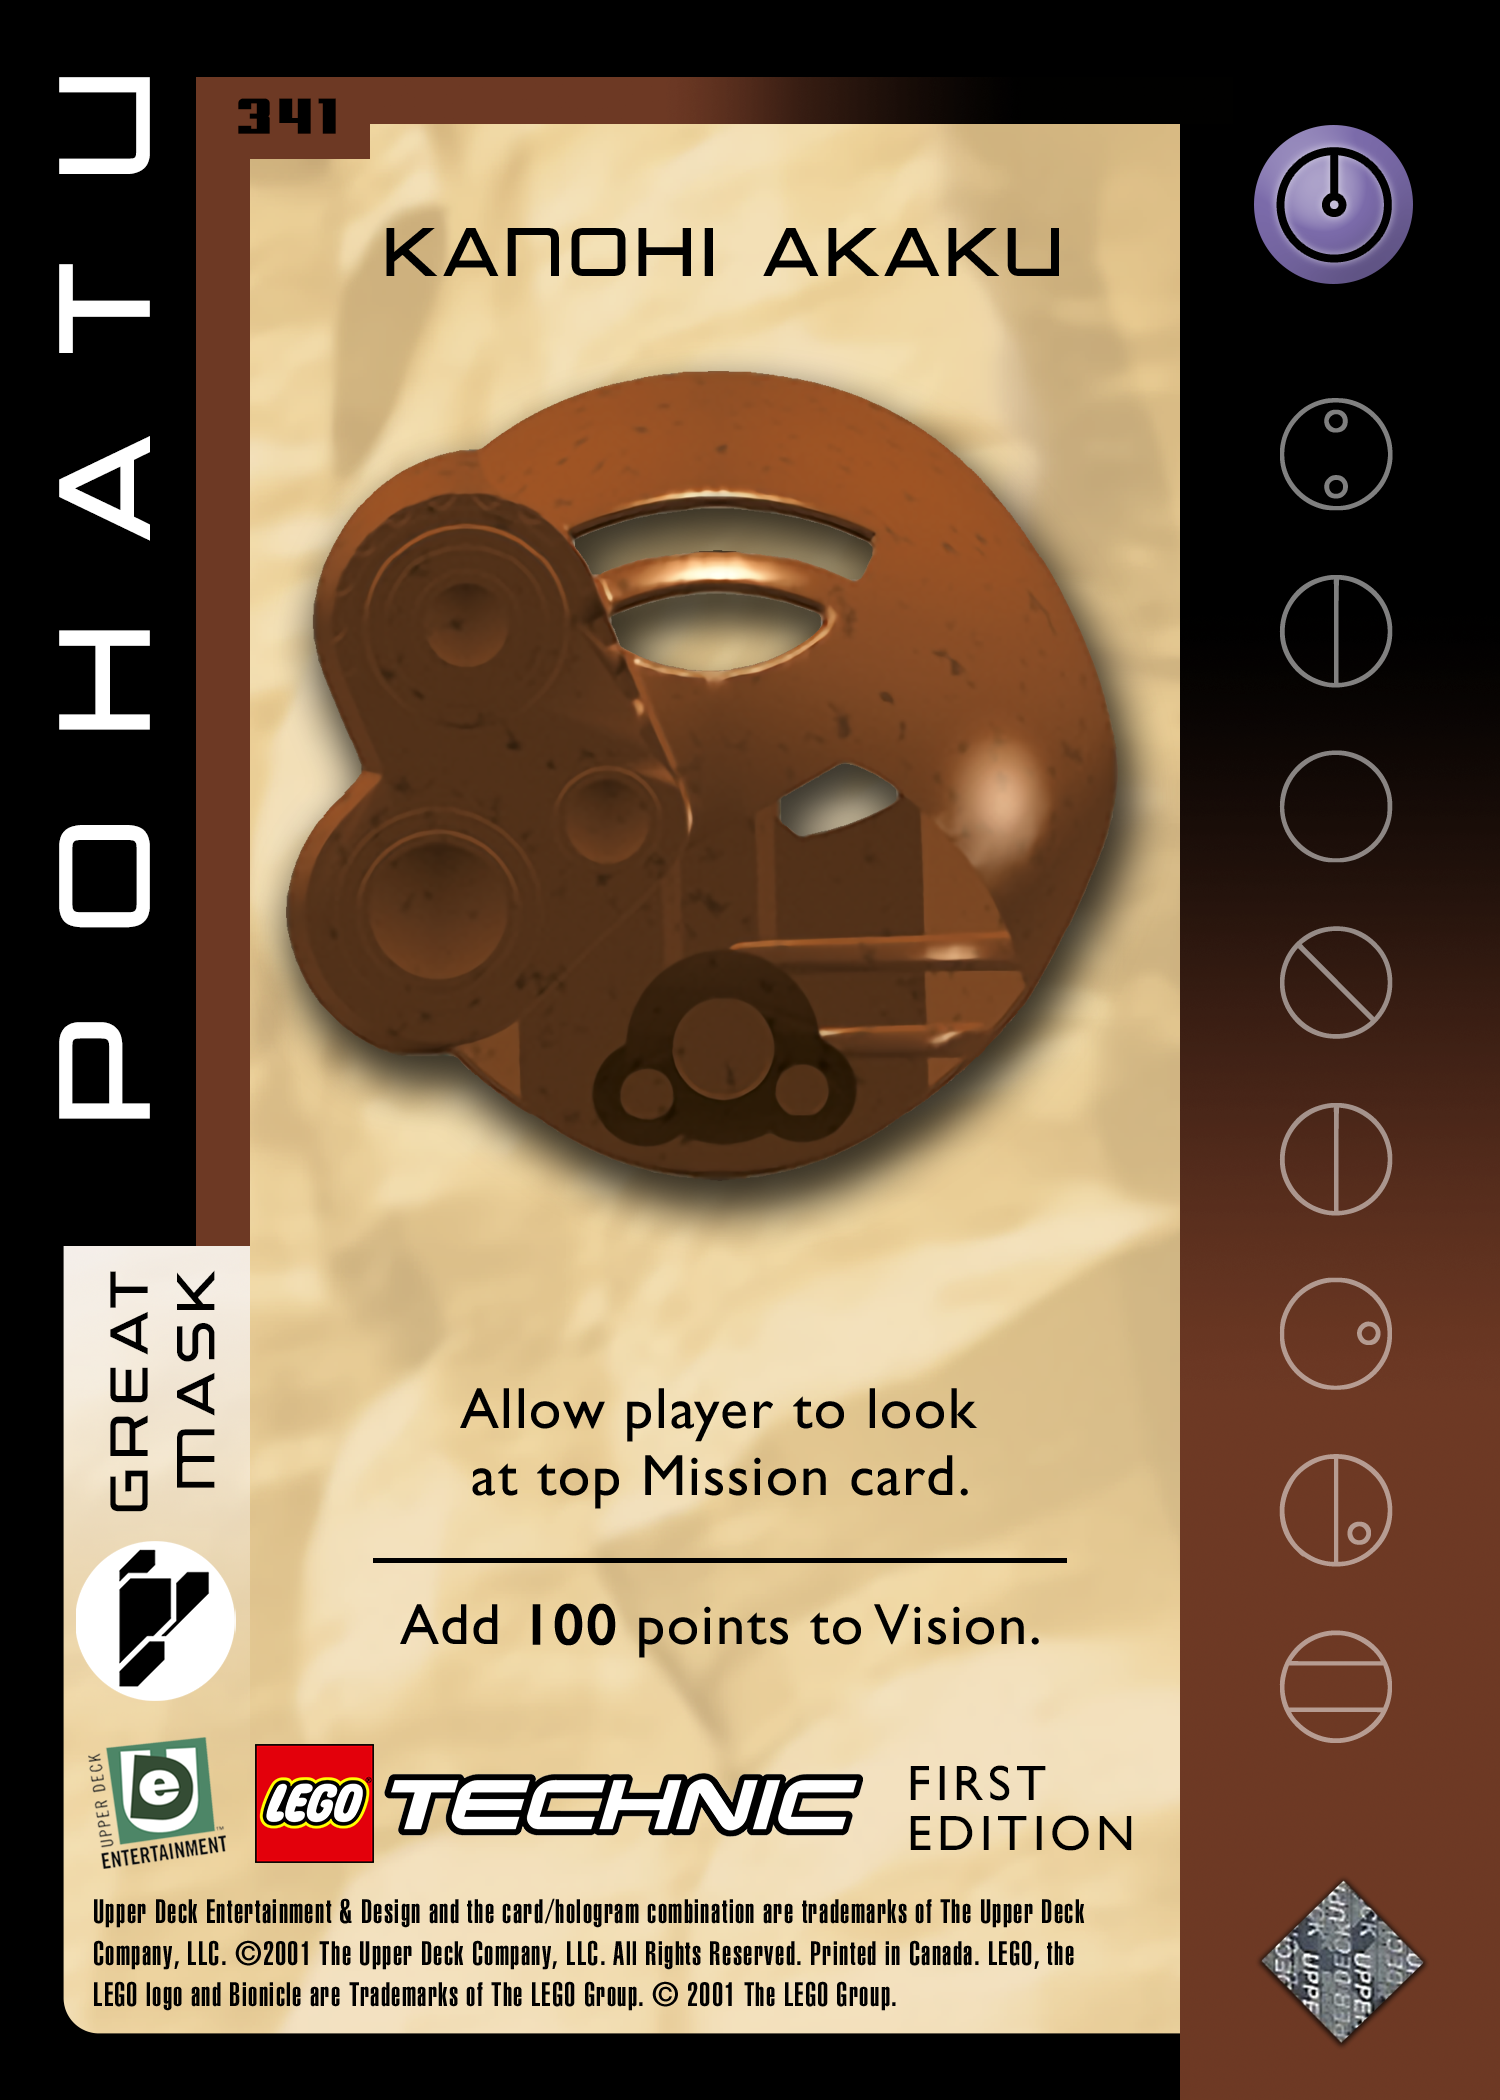 POHATU
341
KANOHI AKAKU
GREAT
MASK
Allow player to look
at top Mission card.
Add 100 points to Vision.
UPPER DECK
e
ENTERTAINMENT
™
LEGO
TECHNIC
FIRST
EDITION
Upper Deck Entertainment & Design and the card/hologram combination are trademarks of The Upper Deck
Company, LLC. ©2001 The Upper Deck Company, LLC. All Rights Reserved. Printed in Canada. LEGO, the
LEGO logo and Bionicle are Trademarks of The LEGO Group. © 2001 The LEGO Group.